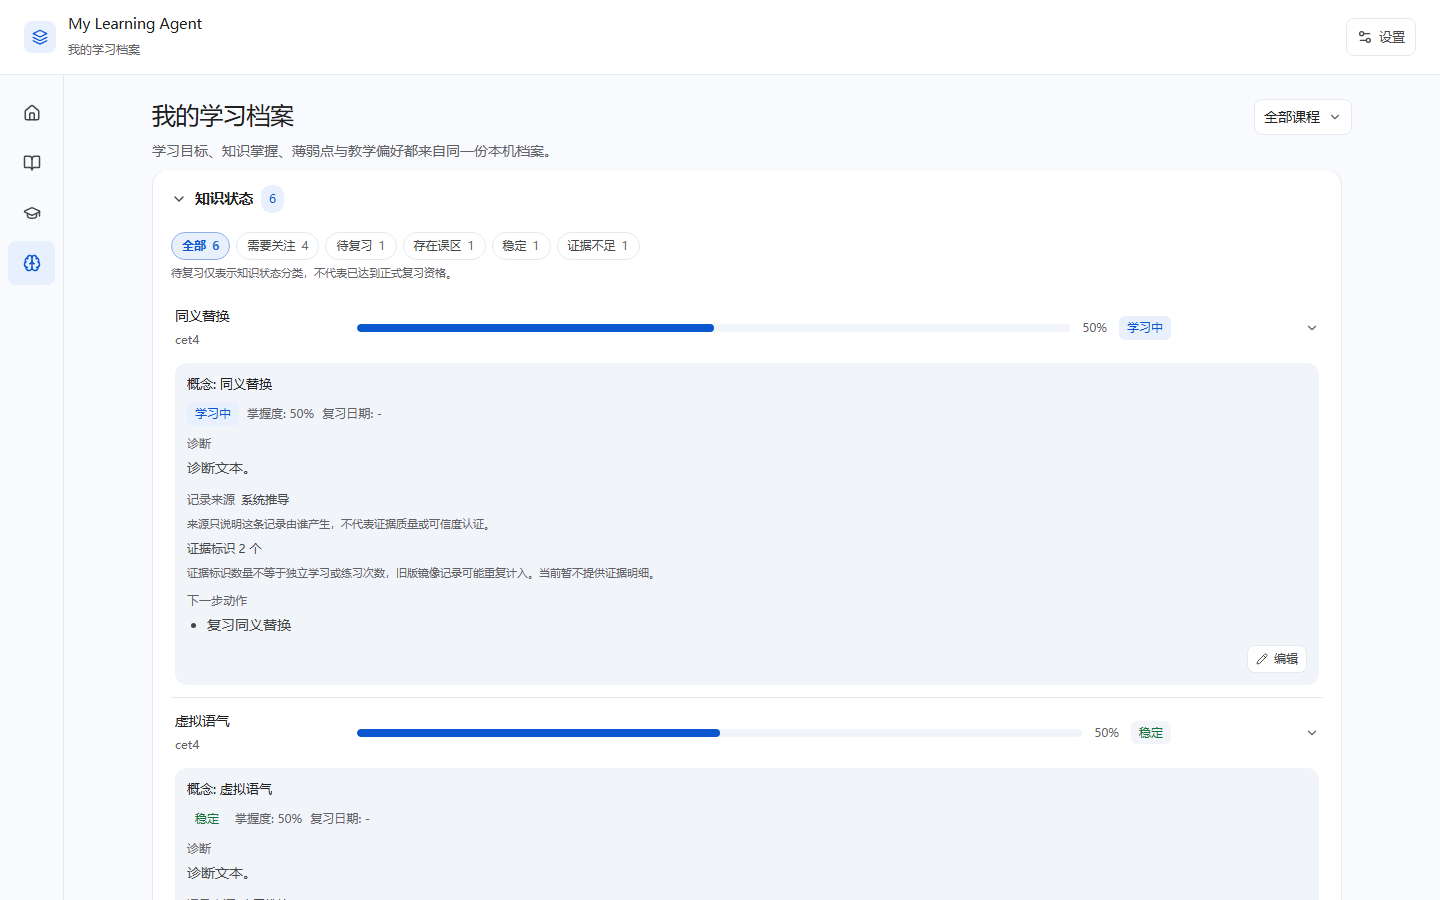 My Learning Agent
我的学习档案
设置
我的学习档案
全部课程
学习目标、知识掌握、薄弱点与教学偏好都来自同一份本机档案。
知识状态 6
全部 6 需要关注 4 待复习 1 存在误区 1 稳定 1 证据不足 1
待复习仅表示知识状态分类，不代表已达到正式复习资格。
同义替换
cet4
50% 学习中
概念: 同义替换
学习中 掌握度: 50% 复习日期: -
诊断
诊断文本。
记录来源 系统推导
来源只说明这条记录由谁产生，不代表证据质量或可信度认证。
证据标识 2 个
证据标识数量不等于独立学习或练习次数，旧版镜像记录可能重复计入。当前暂不提供证据明细。
下一步动作
复习同义替换
编辑
虚拟语气
cet4
50% 稳定
概念: 虚拟语气
稳定 掌握度: 50% 复习日期: -
诊断
诊断文本。